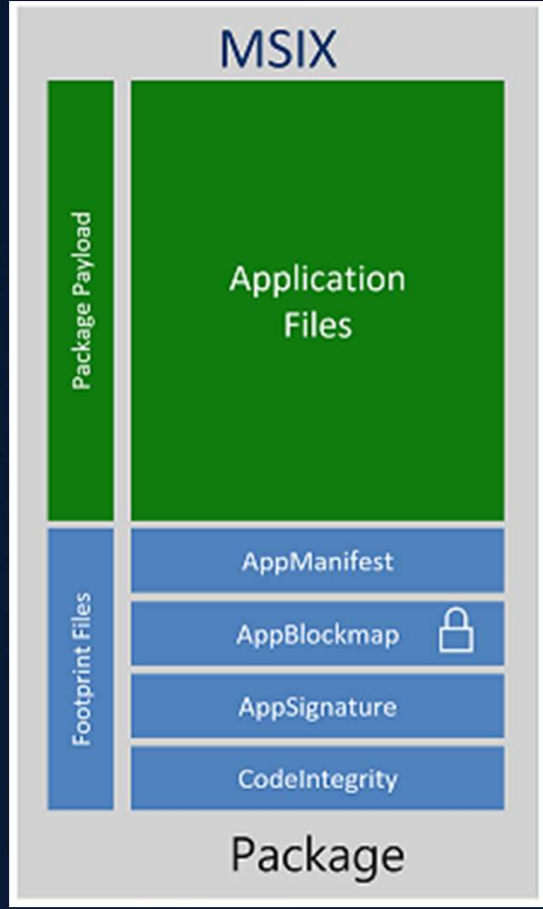 MSIX
Package Payload
Application
Files
Footprint Files
AppManifest
AppBlockmap
AppSignature
CodeIntegrity
Package